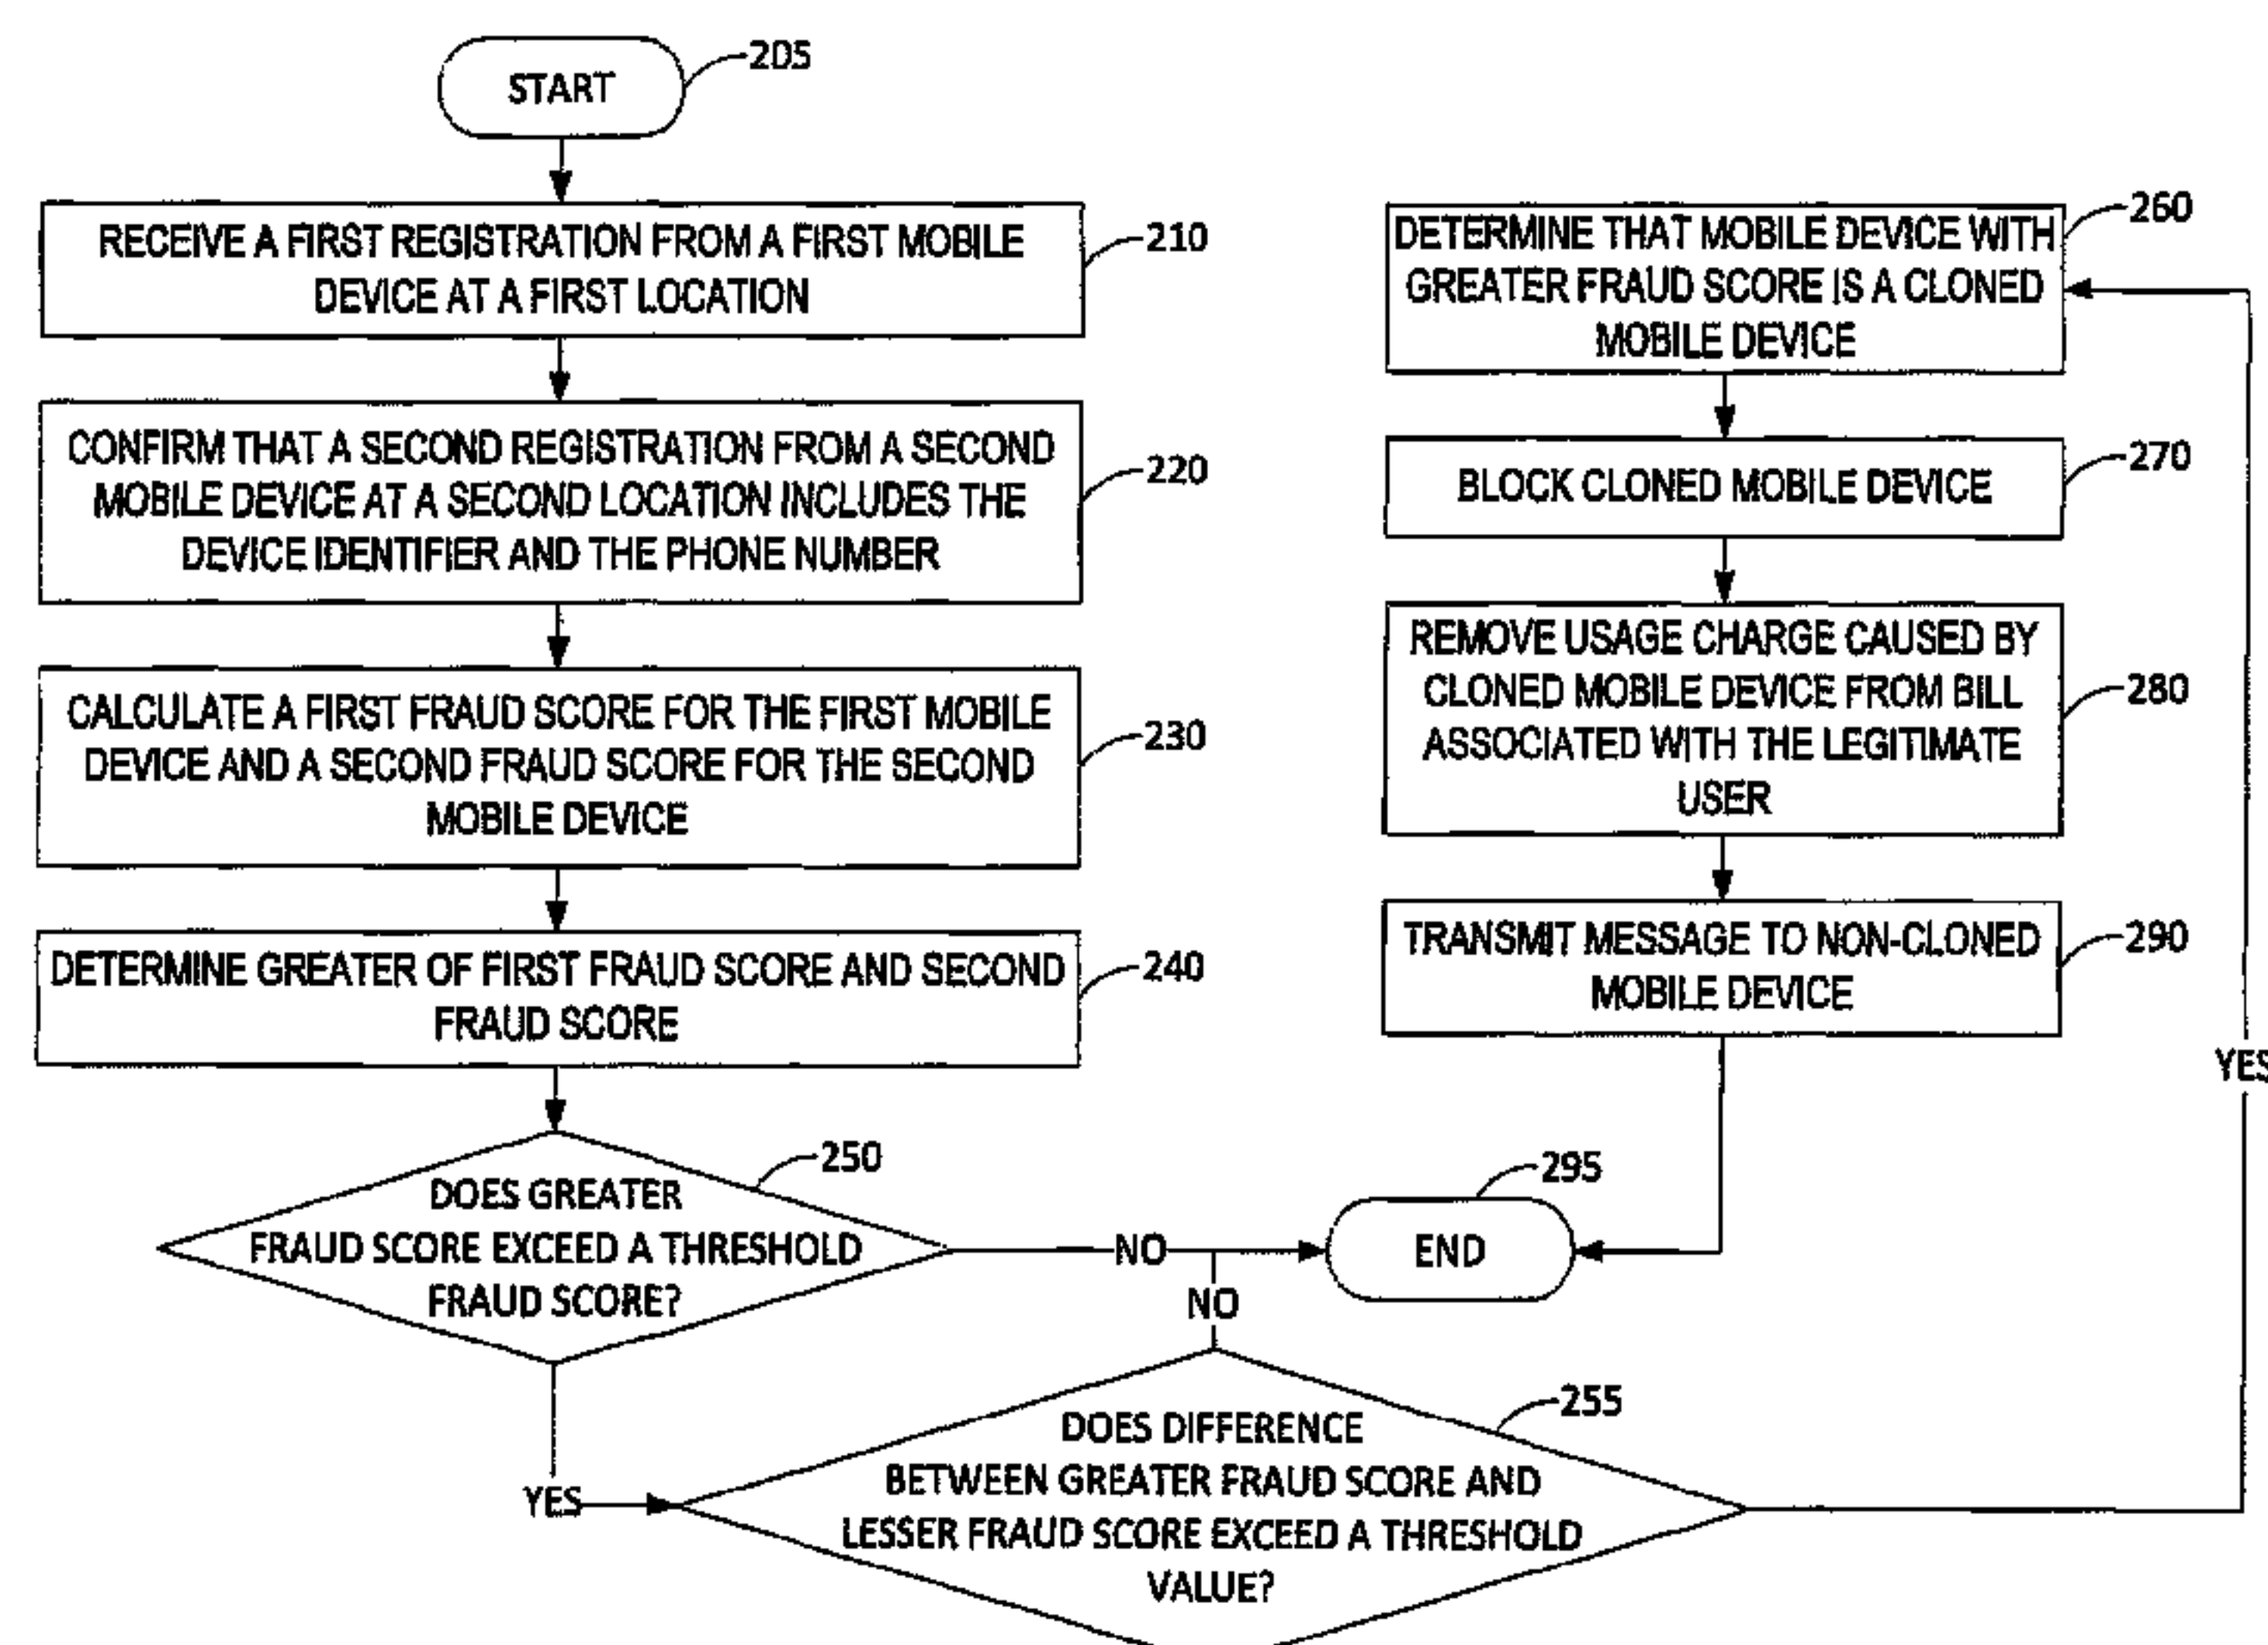 START
205
RECEIVE A FIRST REGISTRATION FROM A FIRST MOBILE
DEVICE AT A FIRST LOCATION
210
CONFIRM THAT A SECOND REGISTRATION FROM A SECOND
MOBILE DEVICE AT A SECOND LOCATION INCLUDES THE
DEVICE IDENTIFIER AND THE PHONE NUMBER
220
CALCULATE A FIRST FRAUD SCORE FOR THE FIRST MOBILE
DEVICE AND A SECOND FRAUD SCORE FOR THE SECOND
MOBILE DEVICE
230
DETERMINE GREATER OF FIRST FRAUD SCORE AND SECOND
FRAUD SCORE
240
DOES GREATER
FRAUD SCORE EXCEED A THRESHOLD
FRAUD SCORE?
250
NO
YES
DOES DIFFERENCE
BETWEEN GREATER FRAUD SCORE AND
LESSER FRAUD SCORE EXCEED A THRESHOLD
VALUE?
255
NO
YES
DETERMINE THAT MOBILE DEVICE WITH
GREATER FRAUD SCORE IS A CLONED
MOBILE DEVICE
260
BLOCK CLONED MOBILE DEVICE
270
REMOVE USAGE CHARGE CAUSED BY
CLONED MOBILE DEVICE FROM BILL
ASSOCIATED WITH THE LEGITIMATE
USER
280
TRANSMIT MESSAGE TO NON-CLONED
MOBILE DEVICE
290
END
295